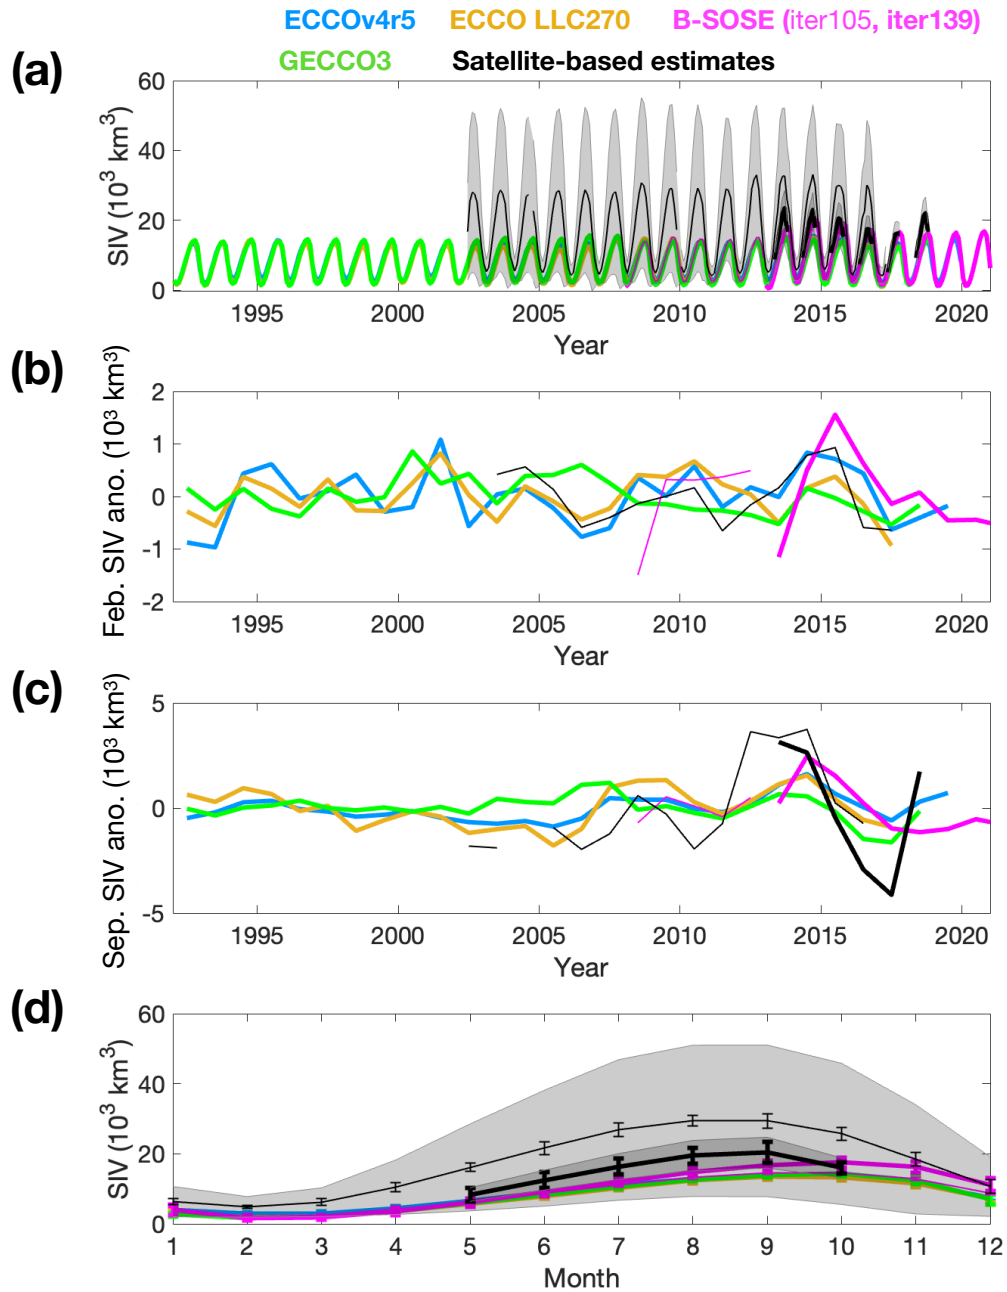 ECCOv4r5 ECCO LLC270 B-SOSE (iter105, iter139)
GECCO3 Satellite-based estimates
(a)
SIV (10³ km³)
60
40
20
0
1995 2000 2005 2010 2015 2020
Year
(b)
Feb. SIV ano. (10³ km³)
2
1
0
-1
-2
1995 2000 2005 2010 2015 2020
Year
(c)
Sep. SIV ano. (10³ km³)
5
0
-5
1995 2000 2005 2010 2015 2020
Year
(d)
SIV (10³ km³)
60
40
20
0
1 2 3 4 5 6 7 8 9 10 11 12
Month